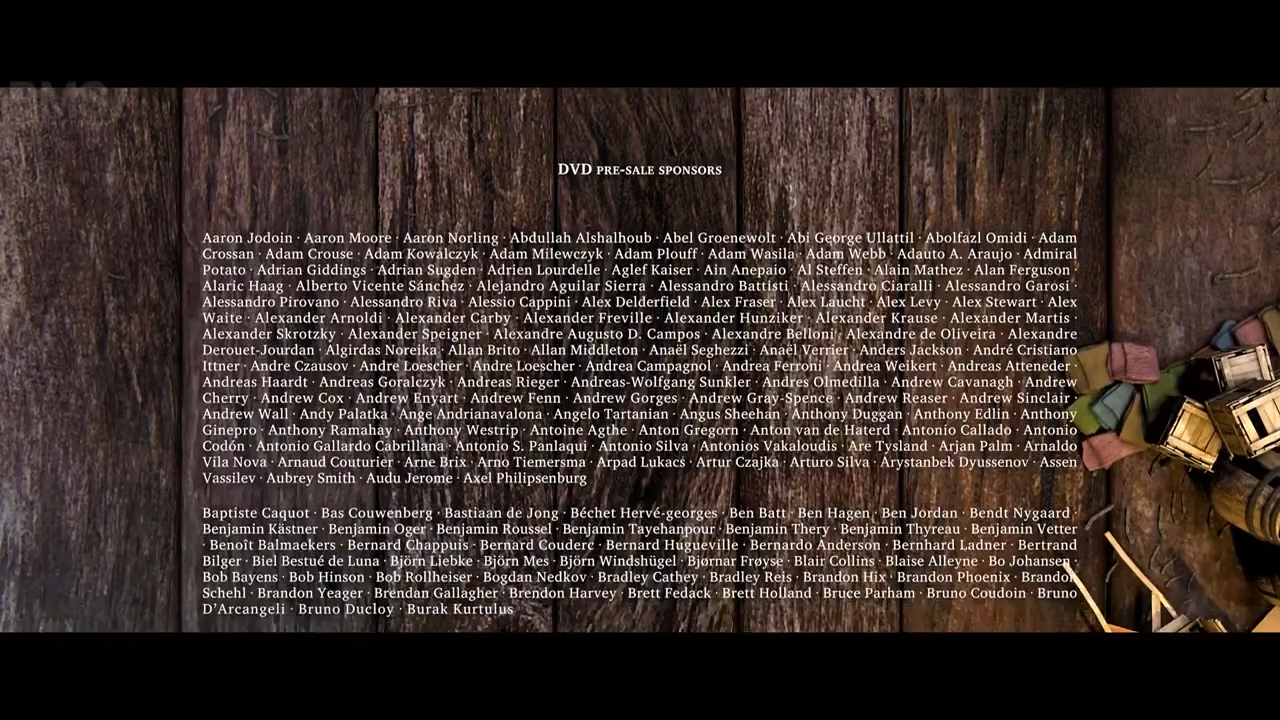 DVD PRE-SALE SPONSORS
Aaron Jodoin · Aaron Moore · Aaron Norling · Abdullah Alshalhoub · Abel Groenewolt · Abi George Ullattil · Abolfazl Omidi · Adam
Crossan · Adam Crouse · Adam Kowalczyk · Adam Milewczyk · Adam Plouff · Adam Wasila · Adam Webb · Adauto A. Araujo · Admiral
Potato · Adrian Giddings · Adrian Sugden · Adrien Lourdelle · Aglef Kaiser · Ain Anepaio · Al Steffen · Alain Mathez · Alan Ferguson ·
Alaric Haag · Alberto Vicente Sánchez · Alejandro Aguilar Sierra · Alessandro Battisti · Alessandro Ciaralli · Alessandro Garosi ·
Alessandro Pirovano · Alessandro Riva · Alessio Cappini · Alex Delderfield · Alex Fraser · Alex Laucht · Alex Levy · Alex Stewart · Alex
Waite · Alexander Arnoldi · Alexander Carby · Alexander Freville · Alexander Hunziker · Alexander Krause · Alexander Martis ·
Alexander Skrotzky · Alexander Speigner · Alexandre Augusto D. Campos · Alexandre Belloni · Alexandre de Oliveira · Alexandre
Derouet-Jourdan · Algirdas Noreika · Allan Brito · Allan Middleton · Anaël Seghezzi · Anaël Verrier · Anders Jackson · André Cristiano
Ittner · Andre Czausov · Andre Loescher · Andre Loescher · Andrea Campagnol · Andrea Ferroni · Andrea Weikert · Andreas Atteneder ·
Andreas Haardt · Andreas Goralczyk · Andreas Rieger · Andreas-Wolfgang Sunkler · Andres Olmedilla · Andrew Cavanagh · Andrew
Cherry · Andrew Cox · Andrew Enyart · Andrew Fenn · Andrew Gorges · Andrew Gray-Spence · Andrew Reaser · Andrew Sinclair ·
Andrew Wall · Andy Palatka · Ange Andrianavalona · Angelo Tartanian · Angus Sheehan · Anthony Duggan · Anthony Edlin · Anthony
Ginepro · Anthony Ramahay · Anthony Westrip · Antoine Agthe · Anton Gregorn · Anton van de Haterd · Antonio Callado · Antonio
Codón · Antonio Gallardo Cabrillana · Antonio S. Panlaqui · Antonio Silva · Antonios Vakaloudis · Are Tysland · Arjan Palm · Arnaldo
Vila Nova · Arnaud Couturier · Arne Brix · Arno Tiemersma · Arpad Lukacs · Artur Czajka · Arturo Silva · Arystanbek Dyussenov · Assen
Vassilev · Aubrey Smith · Audu Jerome · Axel Philipsenburg
Baptiste Caquot · Bas Couwenberg · Bastiaan de Jong · Béchet Hervé-georges · Ben Batt · Ben Hagen · Ben Jordan · Bendt Nygaard ·
Benjamin Kästner · Benjamin Oger · Benjamin Roussel · Benjamin Tayehanpour · Benjamin Thery · Benjamin Thyreau · Benjamin Vetter
· Benoît Balmaekers · Bernard Chappuis · Bernard Couderc · Bernard Hugueville · Bernardo Anderson · Bernhard Ladner · Bertrand
Bilger · Biel Bestué de Luna · Björn Liebke · Björn Mes · Björn Windshügel · Bjørnar Frøyse · Blair Collins · Blaise Alleyne · Bo Johansen ·
Bob Bayens · Bob Hinson · Bob Rollheiser · Bogdan Nedkov · Bradley Cathey · Bradley Reis · Brandon Hix · Brandon Phoenix · Brandon
Schehl · Brandon Yeager · Brendan Gallagher · Brendon Harvey · Brett Fedack · Brett Holland · Bruce Parham · Bruno Coudoin · Bruno
D'Arcangeli · Bruno Ducloy · Burak Kurtulus